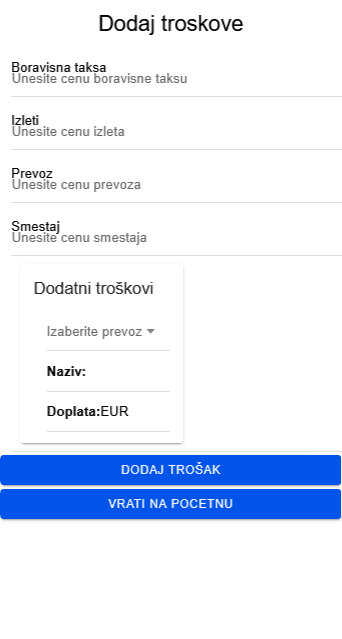 Dodaj troskove
Boravisna taksa
Unesite cenu boravisne taksu
Izleti
Unesite cenu izleta
Prevoz
Unesite cenu prevoza
Smestaj
Unesite cenu smestaja
Dodatni troškovi
Izaberite prevoz
Naziv:
Doplata:EUR
DODAJ TROŠAK
VRATI NA POCETNU